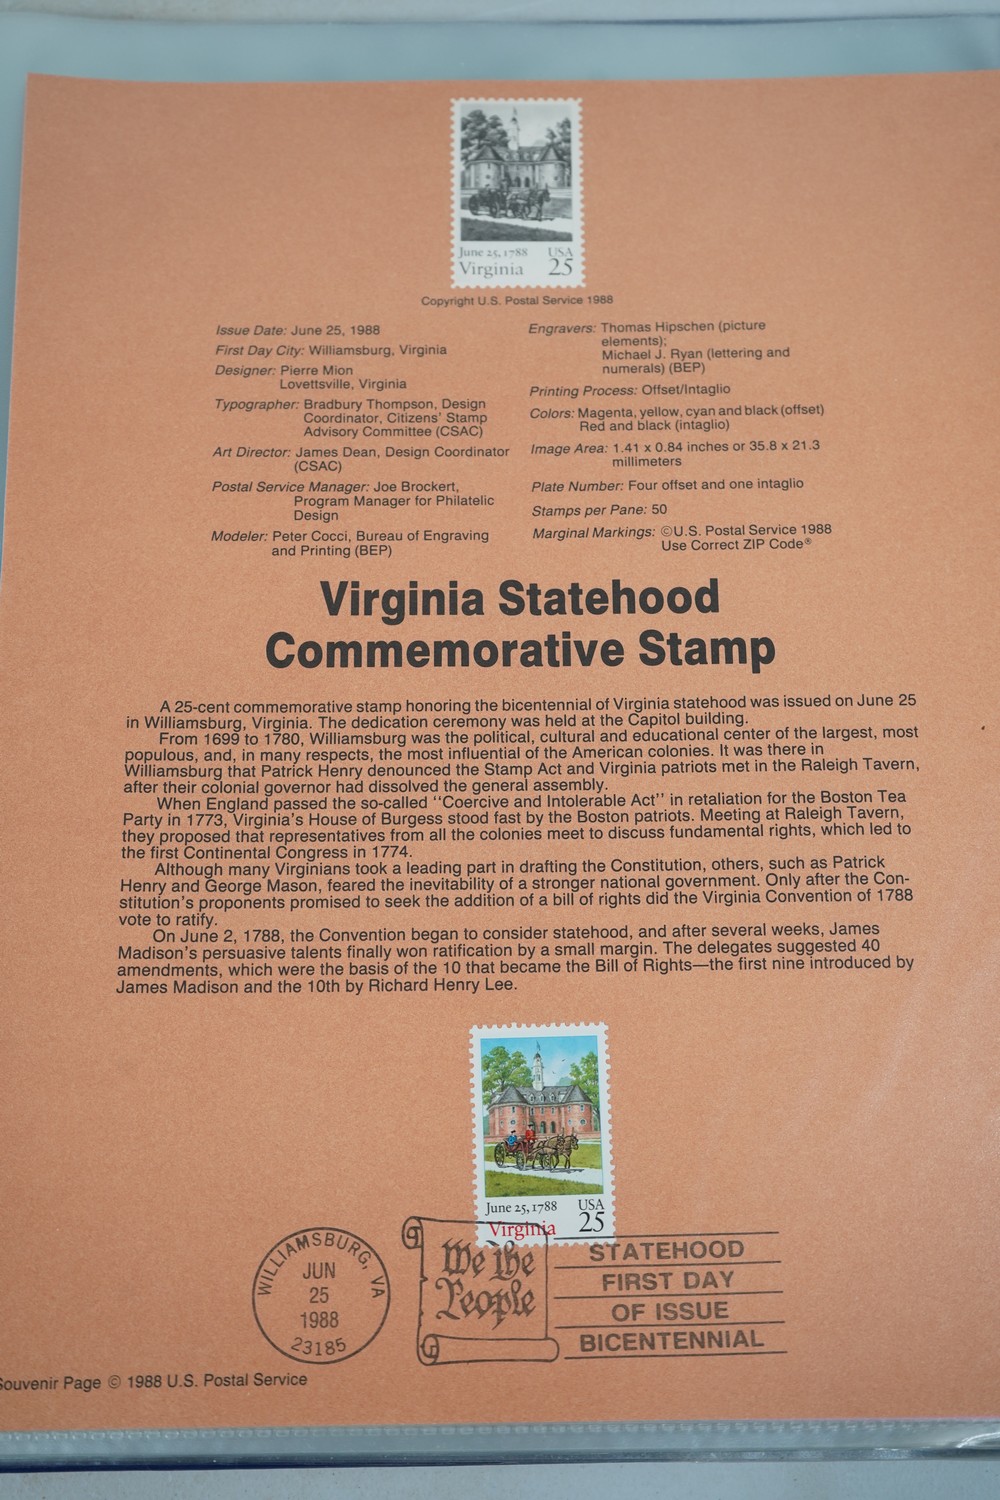 June 25, 1788 USA
Virginia 25
Copyright U.S. Postal Service 1988
Issue Date: June 25, 1988
First Day City: Williamsburg, Virginia
Designer: Pierre Mion
Lovettsville, Virginia
Typographer: Bradbury Thompson, Design
Coordinator, Citizens' Stamp
Advisory Committee (CSAC)
Art Director: James Dean, Design Coordinator
(CSAC)
Postal Service Manager: Joe Brockert,
Program Manager for Philatelic
Design
Modeler: Peter Cocci, Bureau of Engraving
and Printing (BEP)
Engravers: Thomas Hipschen (picture
elements);
Michael J. Ryan (lettering and
numerals) (BEP)
Printing Process: Offset/Intaglio
Colors: Magenta, yellow, cyan and black (offset)
Red and black (intaglio)
Image Area: 1.41 x 0.84 inches or 35.8 x 21.3
millimeters
Plate Number: Four offset and one intaglio
Stamps per Pane: 50
Marginal Markings: ©U.S. Postal Service 1988
Use Correct ZIP Code®
Virginia Statehood
Commemorative Stamp
A 25-cent commemorative stamp honoring the bicentennial of Virginia statehood was issued on June 25
in Williamsburg, Virginia. The dedication ceremony was held at the Capitol building.
From 1699 to 1780, Williamsburg was the political, cultural and educational center of the largest, most
populous, and, in many respects, the most influential of the American colonies. It was there in
Williamsburg that Patrick Henry denounced the Stamp Act and Virginia patriots met in the Raleigh Tavern,
after their colonial governor had dissolved the general assembly.
When England passed the so-called "Coercive and Intolerable Act" in retaliation for the Boston Tea
Party in 1773, Virginia's House of Burgess stood fast by the Boston patriots. Meeting at Raleigh Tavern,
they proposed that representatives from all the colonies meet to discuss fundamental rights, which led to
the first Continental Congress in 1774.
Although many Virginians took a leading part in drafting the Constitution, others, such as Patrick
Henry and George Mason, feared the inevitability of a stronger national government. Only after the Con-
stitution's proponents promised to seek the addition of a bill of rights did the Virginia Convention of 1788
vote to ratify.
On June 2, 1788, the Convention began to consider statehood, and after several weeks, James
Madison's persuasive talents finally won ratification by a small margin. The delegates suggested 40
amendments, which were the basis of the 10 that became the Bill of Rights—the first nine introduced by
James Madison and the 10th by Richard Henry Lee.
June 25, 1788 USA
Virginia 25
WILLIAMSBURG, VA
JUN
25
1988
23185
We the
People
STATEHOOD
FIRST DAY
OF ISSUE
BICENTENNIAL
Souvenir Page © 1988 U.S. Postal Service